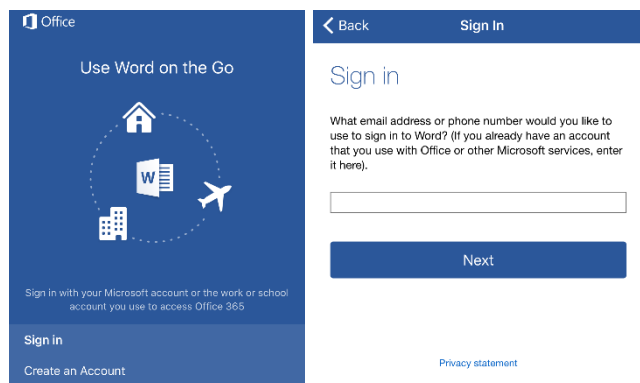 Office
Use Word on the Go
W
Sign in with your Microsoft account or the work or school
account you use to access Office 365
Sign in
Create an Account
Back
Sign In
Sign in
What email address or phone number would you like to
use to sign in to Word? (If you already have an account
that you use with Office or other Microsoft services, enter
it here).
Next
Privacy statement